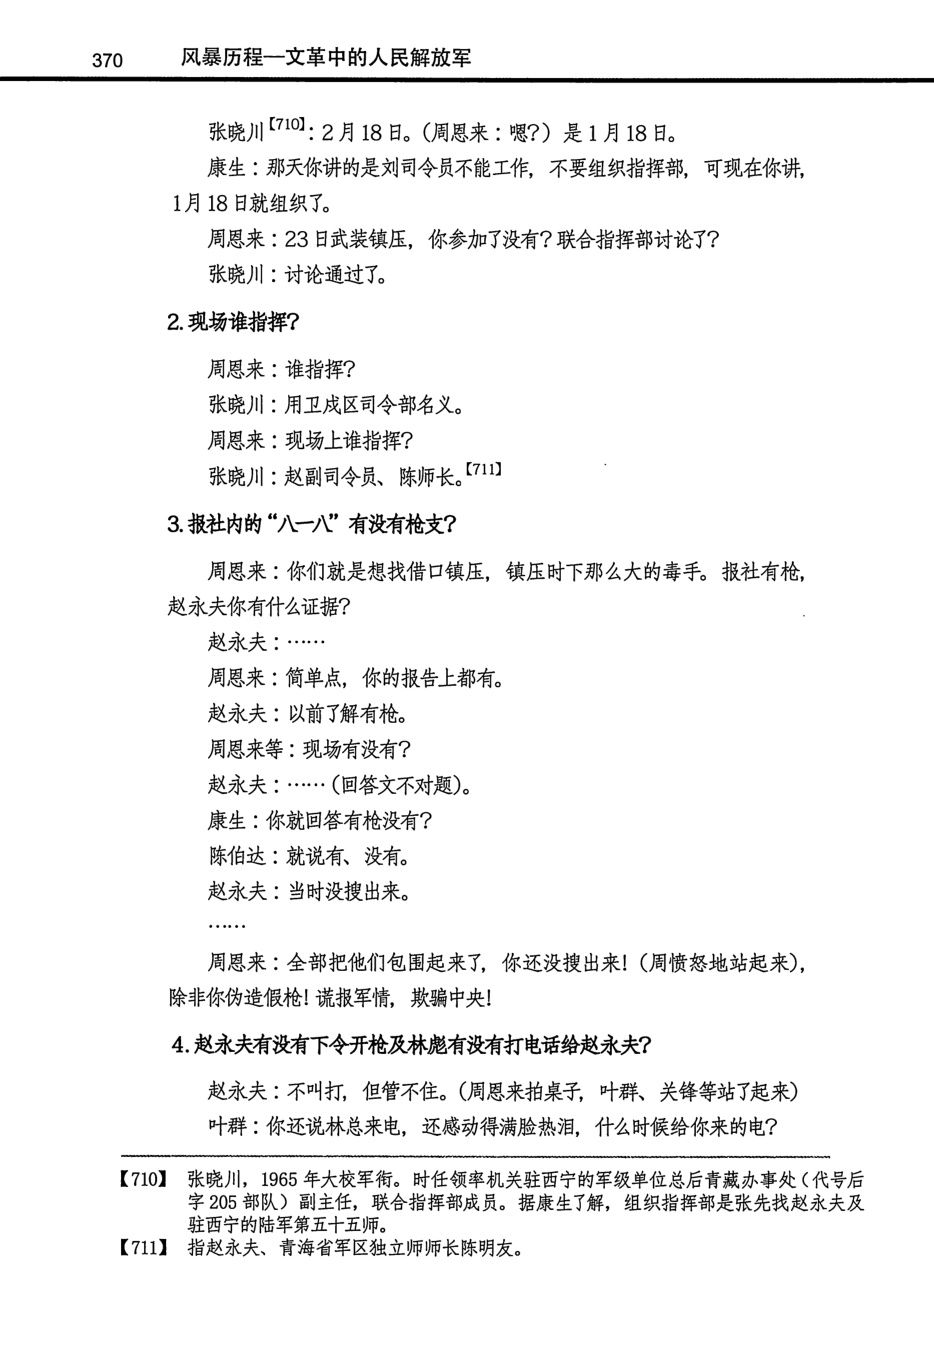 370 风暴历程—文革中的人民解放军
张晓川【710】：2月18日。（周恩来：嗯？）是1月18日。
康生：那天你讲的是刘司令员不能工作，不要组织指挥部，可现在你讲，
1月18日就组织了。
周恩来：23日武装镇压，你参加了没有？联合指挥部讨论了？
张晓川：讨论通过了。
2.现场谁指挥？
周恩来：谁指挥？
张晓川：用卫戍区司令部名义。
周恩来：现场上谁指挥？
张晓川：赵副司令员、陈师长。【711】
3.报社内的“八一八”有没有枪支？
周恩来：你们就是想找借口镇压，镇压时下那么大的毒手。报社有枪，
赵永夫你有什么证据？
赵永夫：……
周恩来：简单点，你的报告上都有。
赵永夫：以前了解有枪。
周恩来等：现场有没有？
赵永夫：……（回答文不对题）。
康生：你就回答有枪没有？
陈伯达：就说有、没有。
赵永夫：当时没搜出来。
……
周恩来：全部把他们包围起来了，你还没搜出来！（周愤怒地站起来），
除非你伪造假枪！谎报军情，欺骗中央！
4.赵永夫有没有下令开枪及林彪有没有打电话给赵永夫？
赵永夫：不叫打，但管不住。（周恩来拍桌子，叶群、关锋等站了起来）
叶群：你还说林总来电，还感动得满脸热泪，什么时候给你来的电？
【710】 张晓川，1965年大校军衔。时任领率机关驻西宁的军级单位总后青藏办事处（代号后
字205部队）副主任，联合指挥部成员。据康生了解，组织指挥部是张先找赵永夫及
驻西宁的陆军第五十五师。
【711】 指赵永夫、青海省军区独立师师长陈明友。